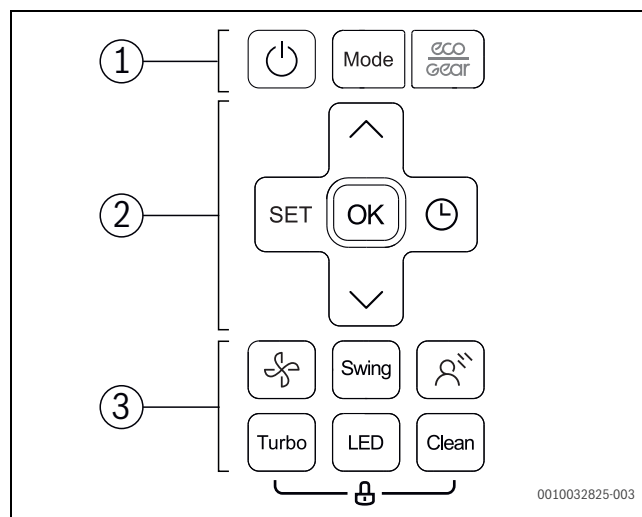 1
Mode
eco
Gear
2
SET
OK
3
Swing
Turbo
LED
Clean
0010032825-003